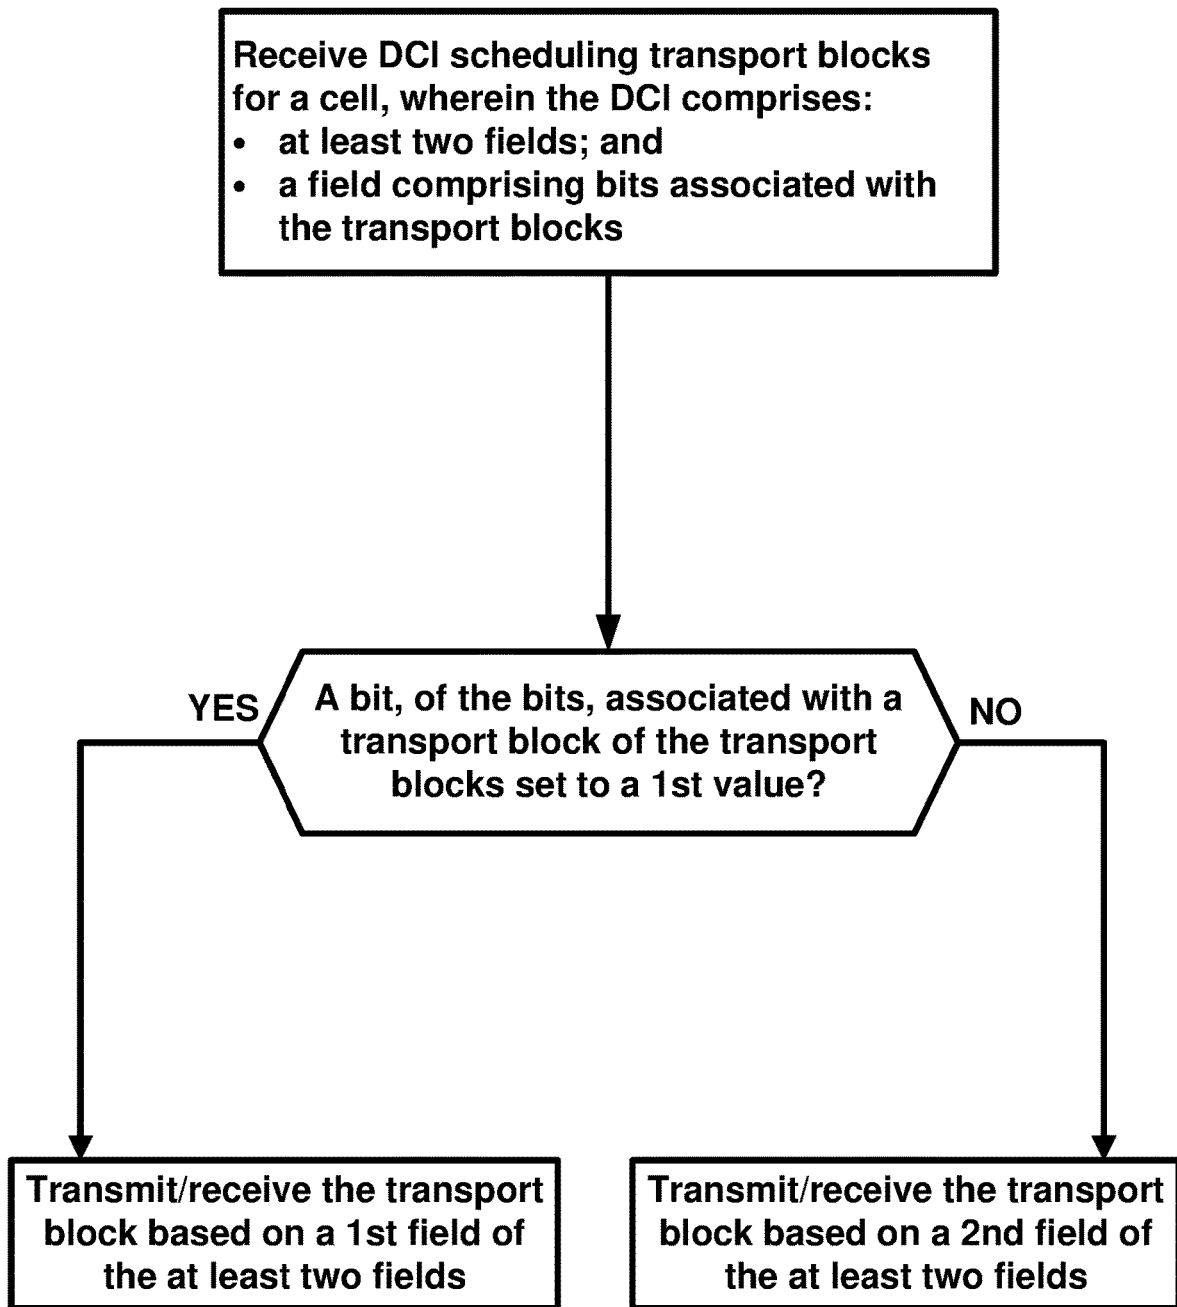 Receive DCI scheduling transport blocks
for a cell, wherein the DCI comprises:
• at least two fields; and
• a field comprising bits associated with
the transport blocks
YES
A bit, of the bits, associated with a
transport block of the transport
blocks set to a 1st value?
NO
Transmit/receive the transport
block based on a 1st field of
the at least two fields
Transmit/receive the transport
block based on a 2nd field of
the at least two fields